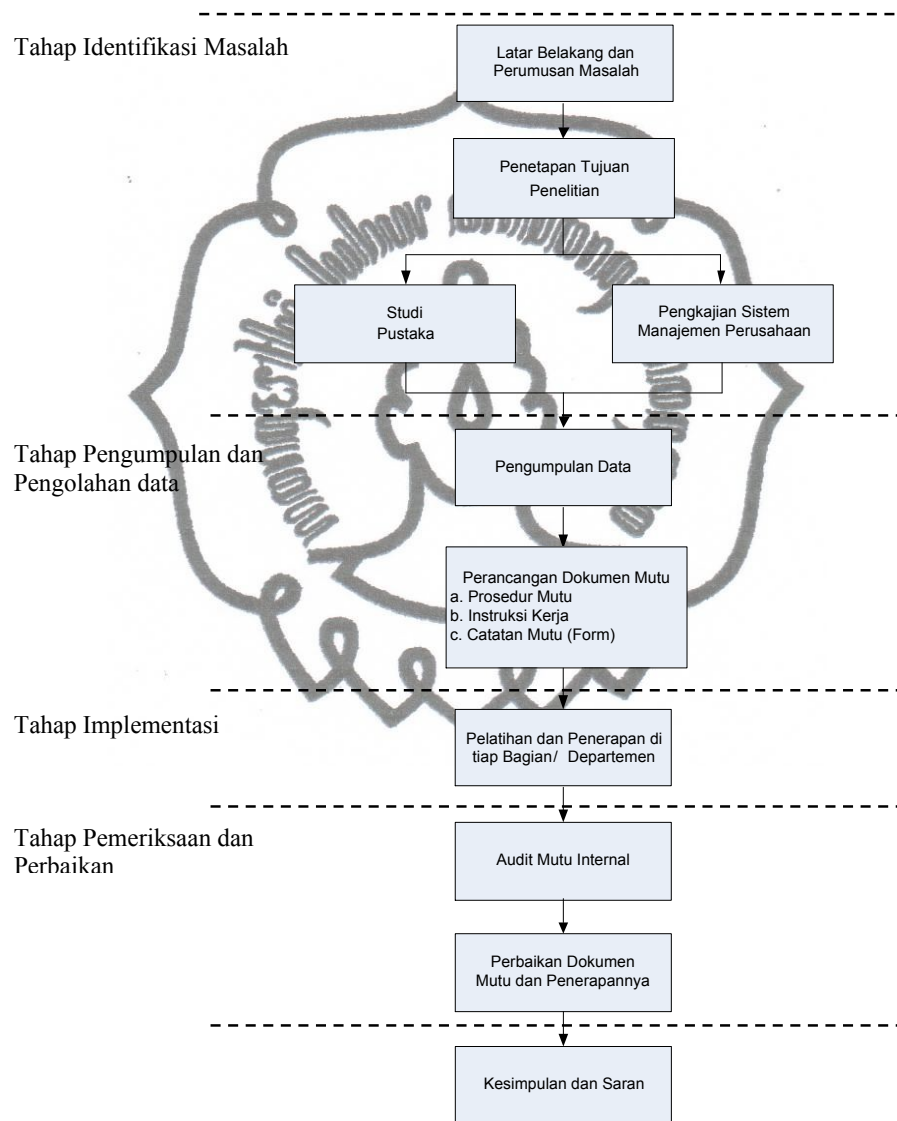 Tahap Identifikasi Masalah
Latar Belakang dan
Perumusan Masalah
Penetapan Tujuan
Penelitian
Studi
Pustaka
Pengkajian Sistem
Manajemen Perusahaan
Tahap Pengumpulan dan
Pengolahan data
Pengumpulan Data
Perancangan Dokumen Mutu
a. Prosedur Mutu
b. Instruksi Kerja
c. Catatan Mutu (Form)
Tahap Implementasi
Pelatihan dan Penerapan di
tiap Bagian/ Departemen
Tahap Pemeriksaan dan
Perbaikan
Audit Mutu Internal
Perbaikan Dokumen
Mutu dan Penerapannya
Kesimpulan dan Saran